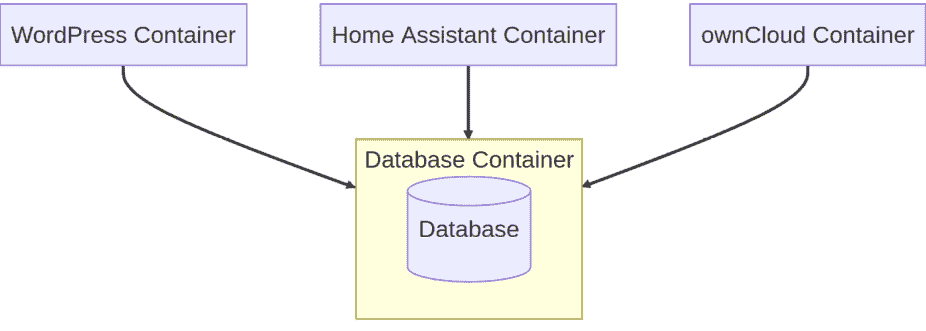 WordPress Container
Home Assistant Container
ownCloud Container
Database Container
Database